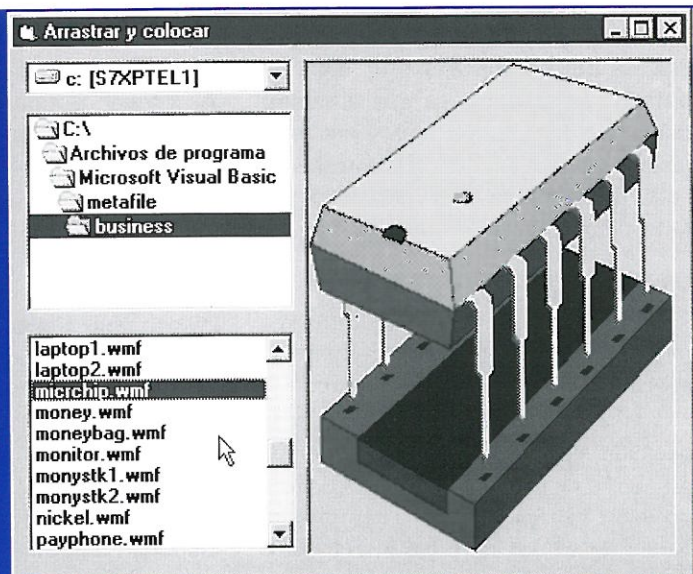 Arrastrar y colocar
c: [S7XPTEL1]
C:\
Archivos de programa
Microsoft Visual Basic
metafile
business
laptop1.wmf
laptop2.wmf
micrchip.wmf
money.wmf
moneybag.wmf
monitor.wmf
monystk1.wmf
monystk2.wmf
nickel.wmf
payphone.wmf